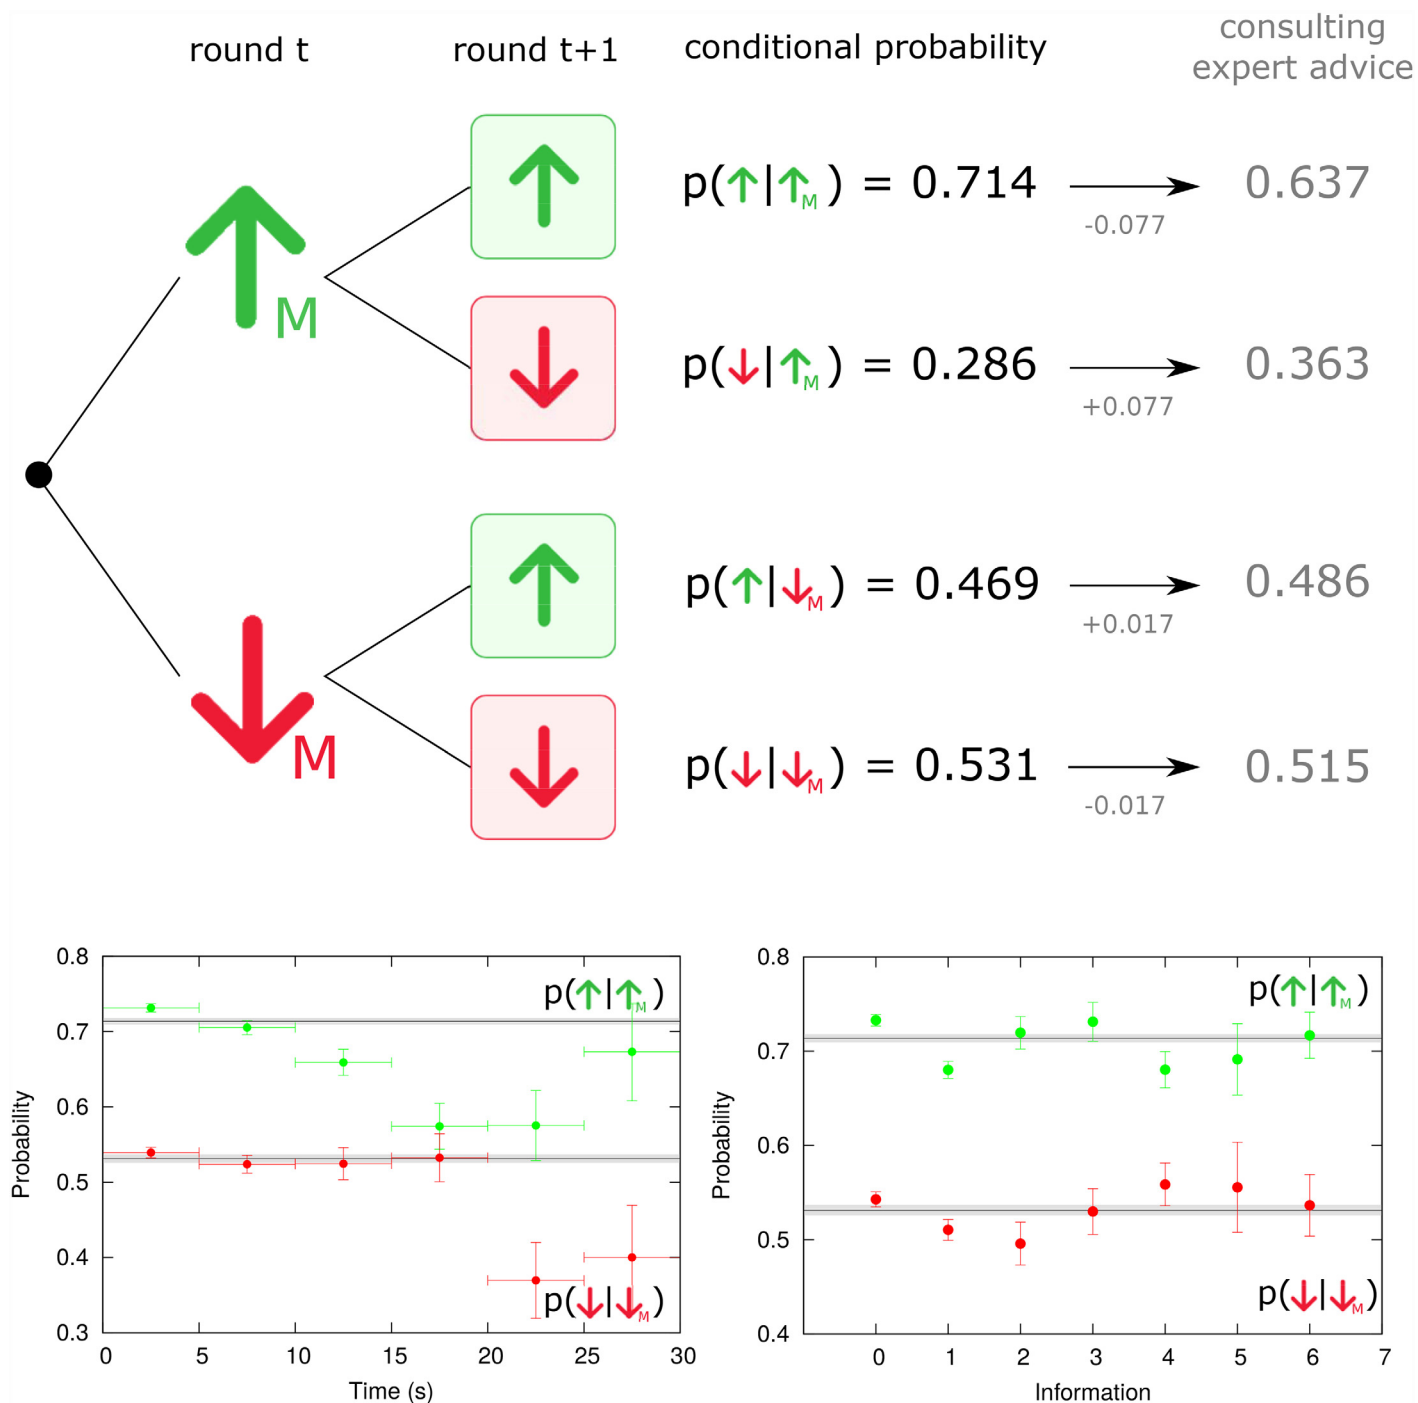 round t
round t+1
conditional probability
consulting
expert advice
M
p(↑|↑M) = 0.714
-0.077
0.637
p(↓|↑M) = 0.286
+0.077
0.363
M
p(↑|↓M) = 0.469
+0.017
0.486
p(↓|↓M) = 0.531
-0.017
0.515
0.8
0.7
0.6
0.5
0.4
0.3
Probability
p(↑|↑M)
p(↓|↓M)
0 5 10 15 20 25 30
Time (s)
0.8
0.7
0.6
0.5
0.4
Probability
p(↑|↑M)
p(↓|↓M)
0 1 2 3 4 5 6 7
Information